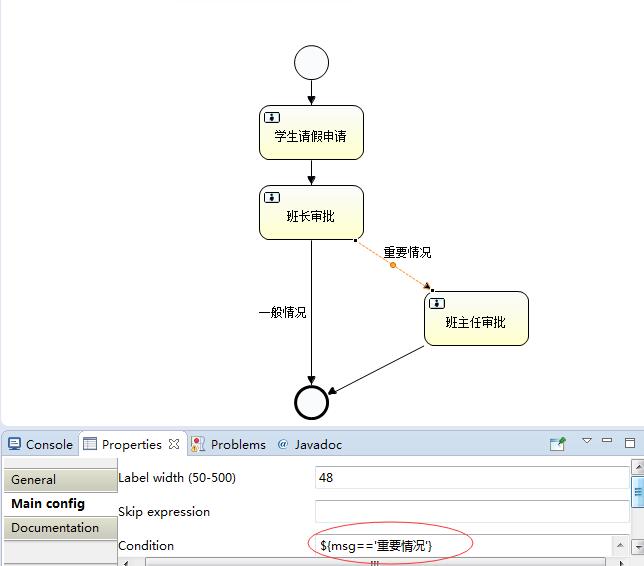 学生请假申请
班长审批
重要情况
一般情况
班主任审批
Console Properties Problems @ Javadoc
General
Main config
Documentation
Label width (50-500) 48
Skip expression
Condition ${msg=='重要情况'}